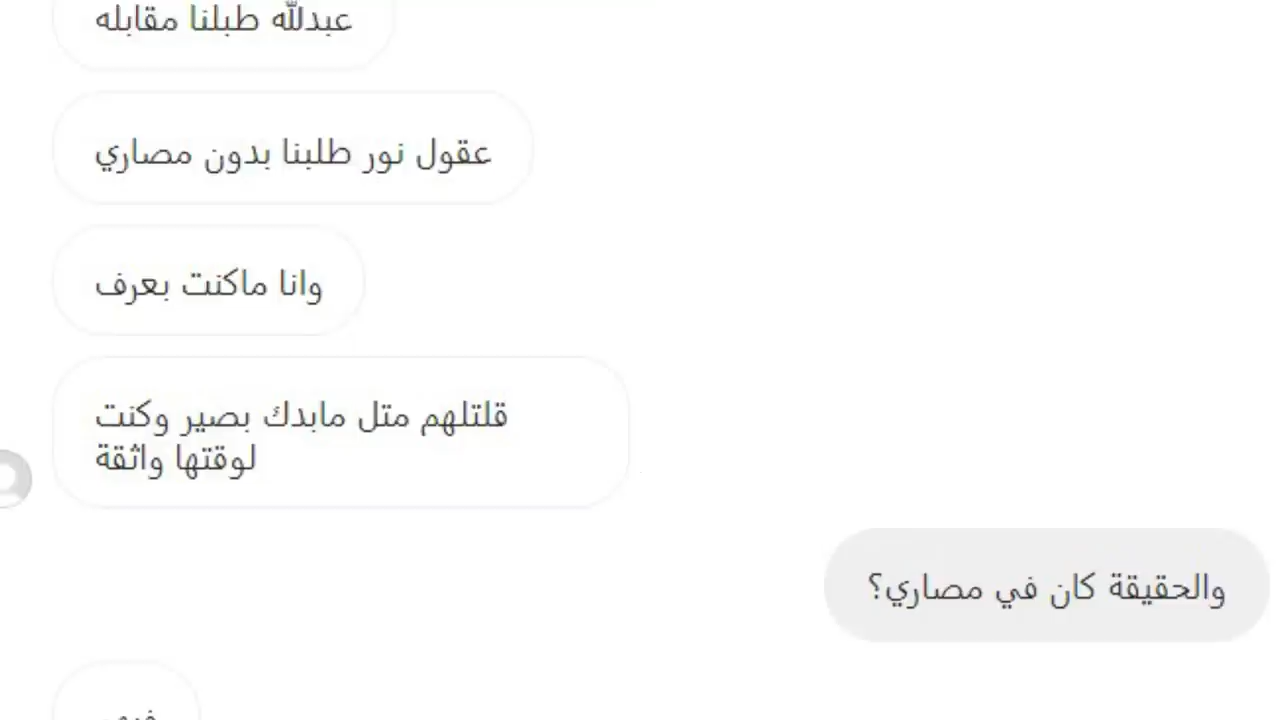 عبدلله طبلنا مقابله
عقول نور طلبنا بدون مصاري
وانا ماكنت بعرف
قلتلهم متل مابدك بصير وكنت
لوقتها واثقة
والحقيقة كان في مصاري؟